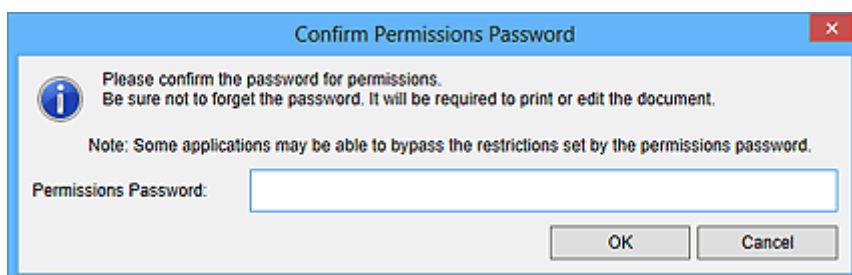 Confirm Permissions Password
Please confirm the password for permissions.
Be sure not to forget the password. It will be required to print or edit the document.
Note: Some applications may be able to bypass the restrictions set by the permissions password.
Permissions Password:
OK Cancel